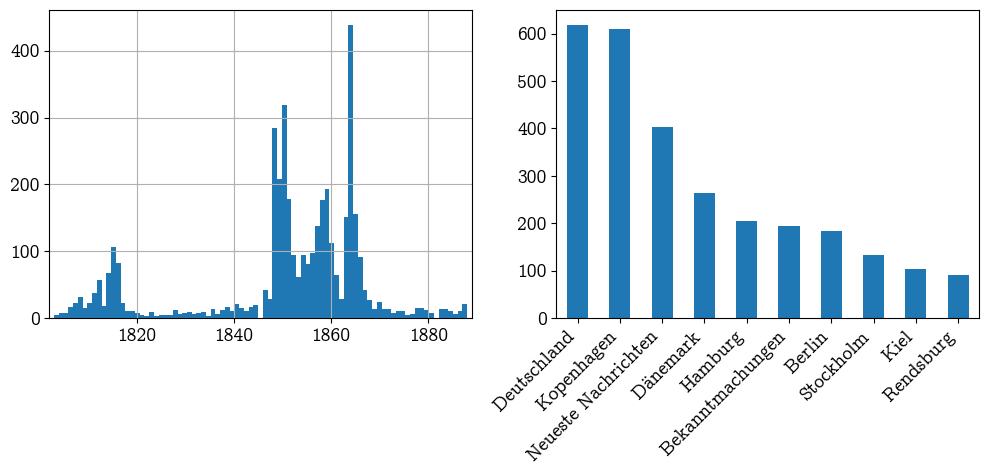 400
300
200
100
0
1820 1840 1860 1880
600
500
400
300
200
100
0
Deutschland
Kopenhagen
Neueste Nachrichten
Dänemark
Hamburg
Bekanntmachungen
Berlin
Stockholm
Kiel
Rendsburg